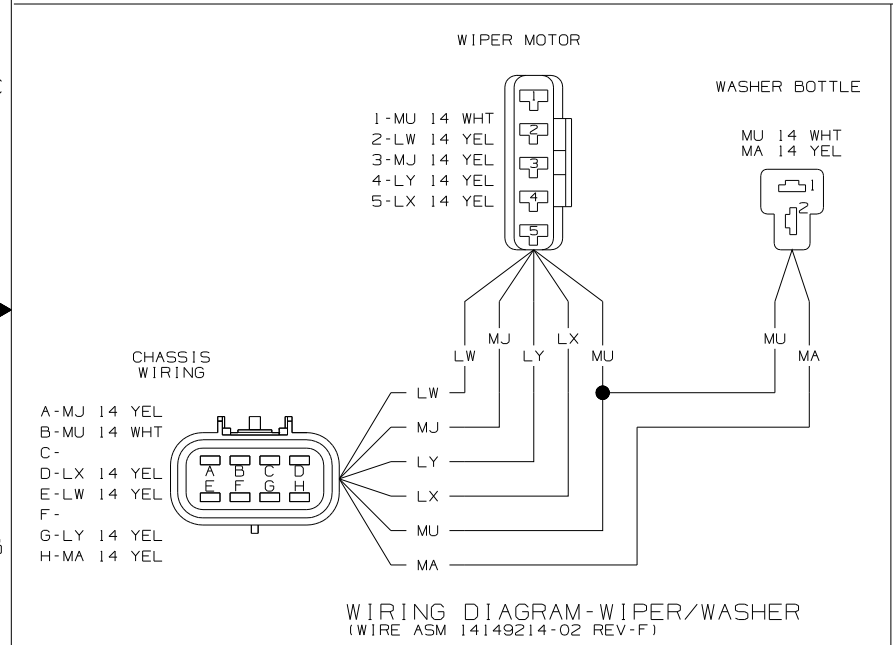 WIPER MOTOR
1-MU 14 WHT
2-LW 14 YEL
3-MJ 14 YEL
4-LY 14 YEL
5-LX 14 YEL
1
2
3
4
5
WASHER BOTTLE
MU 14 WHT
MA 14 YEL
1
2
LW
MJ
LY
LX
MU
MU
MA
CHASSIS
WIRING
A-MJ 14 YEL
B-MU 14 WHT
C-
D-LX 14 YEL
E-LW 14 YEL
F-
G-LY 14 YEL
H-MA 14 YEL
A B C D
E F G H
LW
MJ
LY
LX
MU
MA
WIRING DIAGRAM-WIPER/WASHER
(WIRE ASM 14149214-02 REV-F)